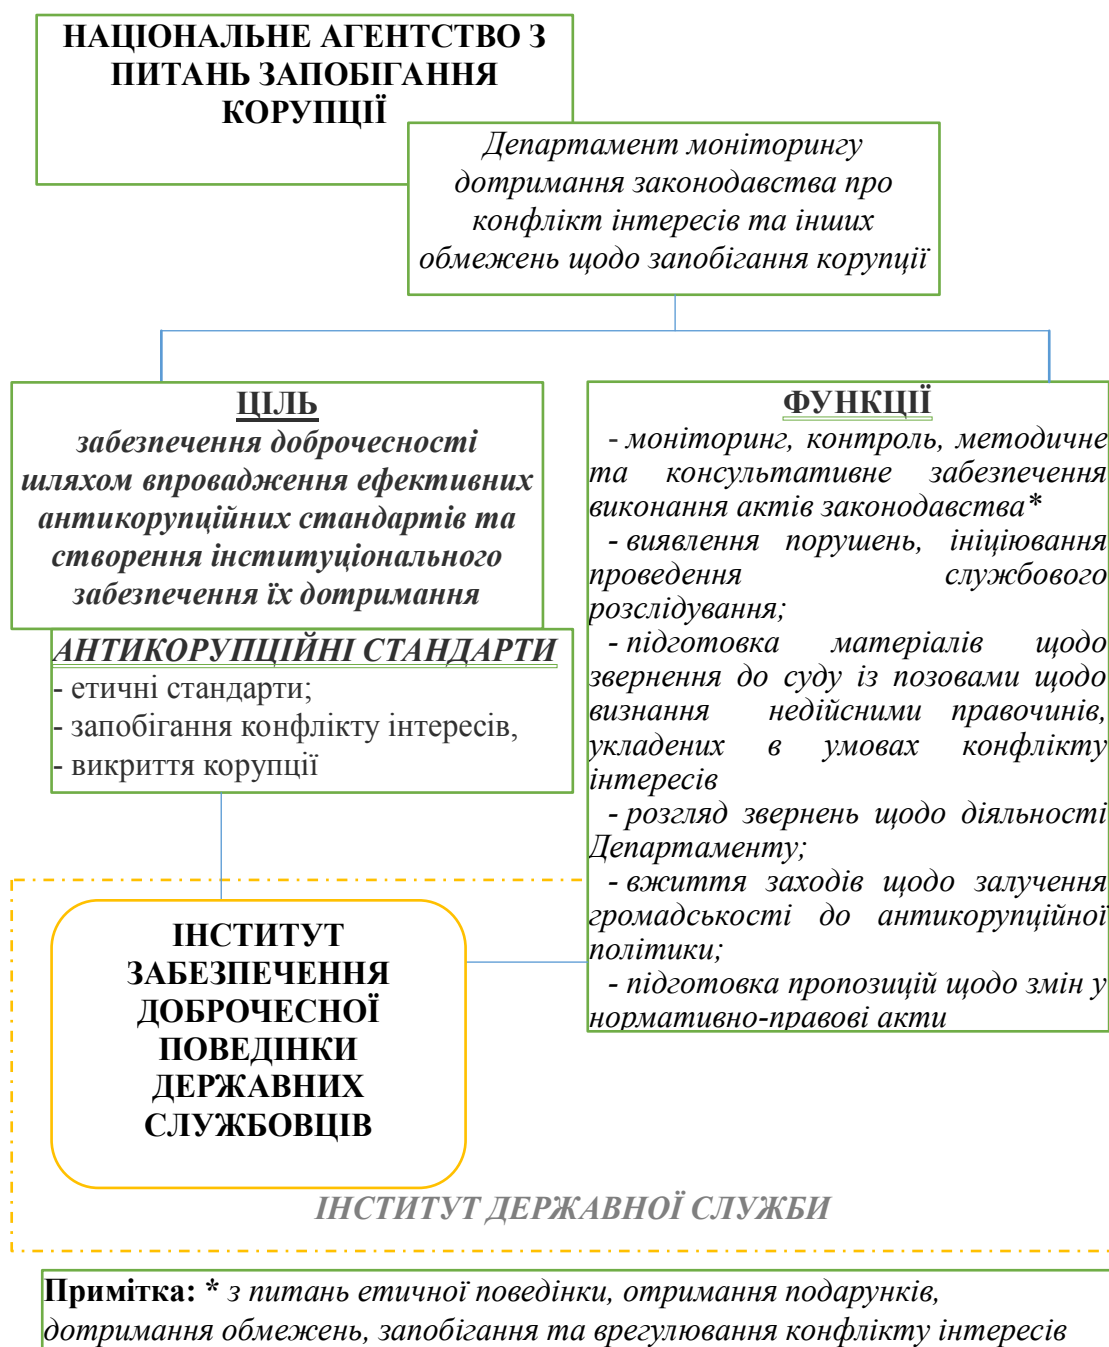 НАЦІОНАЛЬНЕ АГЕНТСТВО З
ПИТАНЬ ЗАПОБІГАННЯ
КОРУПЦІЇ
Департамент моніторингу
дотримання законодавства про
конфлікт інтересів та інших
обмежень щодо запобігання корупції
ЦІЛЬ
забезпечення доброчесності
шляхом впровадження ефективних
антикорупційних стандартів та
створення інституціонального
забезпечення їх дотримання
АНТИКОРУПЦІЙНІ СТАНДАРТИ
- етичні стандарти;
- запобігання конфлікту інтересів,
- викриття корупції
ФУНКЦІЇ
- моніторинг, контроль, методичне
та консультативне забезпечення
виконання актів законодавства*
- виявлення порушень, ініціювання
проведення службового
розслідування;
- підготовка матеріалів щодо
звернення до суду із позовами щодо
визнання недійсними правочинів,
укладених в умовах конфлікту
інтересів
- розгляд звернень щодо діяльності
Департаменту;
- вжиття заходів щодо залучення
громадськості до антикорупційної
політики;
- підготовка пропозицій щодо змін у
нормативно-правові акти
ІНСТИТУТ
ЗАБЕЗПЕЧЕННЯ
ДОБРОЧЕСНОЇ
ПОВЕДІНКИ
ДЕРЖАВНИХ
СЛУЖБОВЦІВ
ІНСТИТУТ ДЕРЖАВНОЇ СЛУЖБИ
Примітка: * з питань етичної поведінки, отримання подарунків,
дотримання обмежень, запобігання та врегулювання конфлікту інтересів